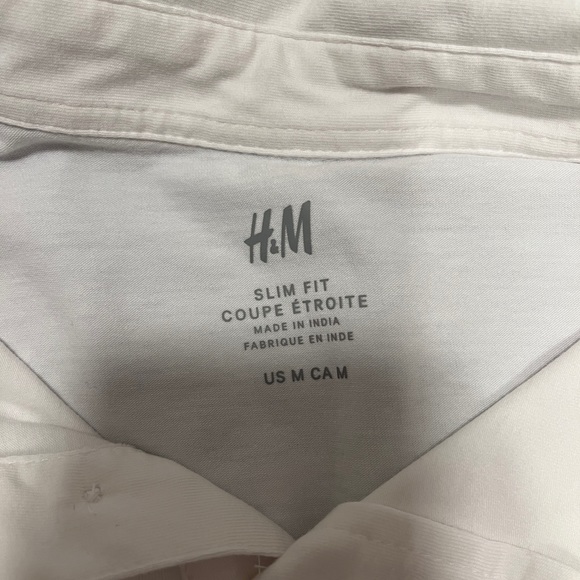 H&M
SLIM FIT
COUPE ÉTROITE
MADE IN INDIA
FABRIQUE EN INDE
US M CA M